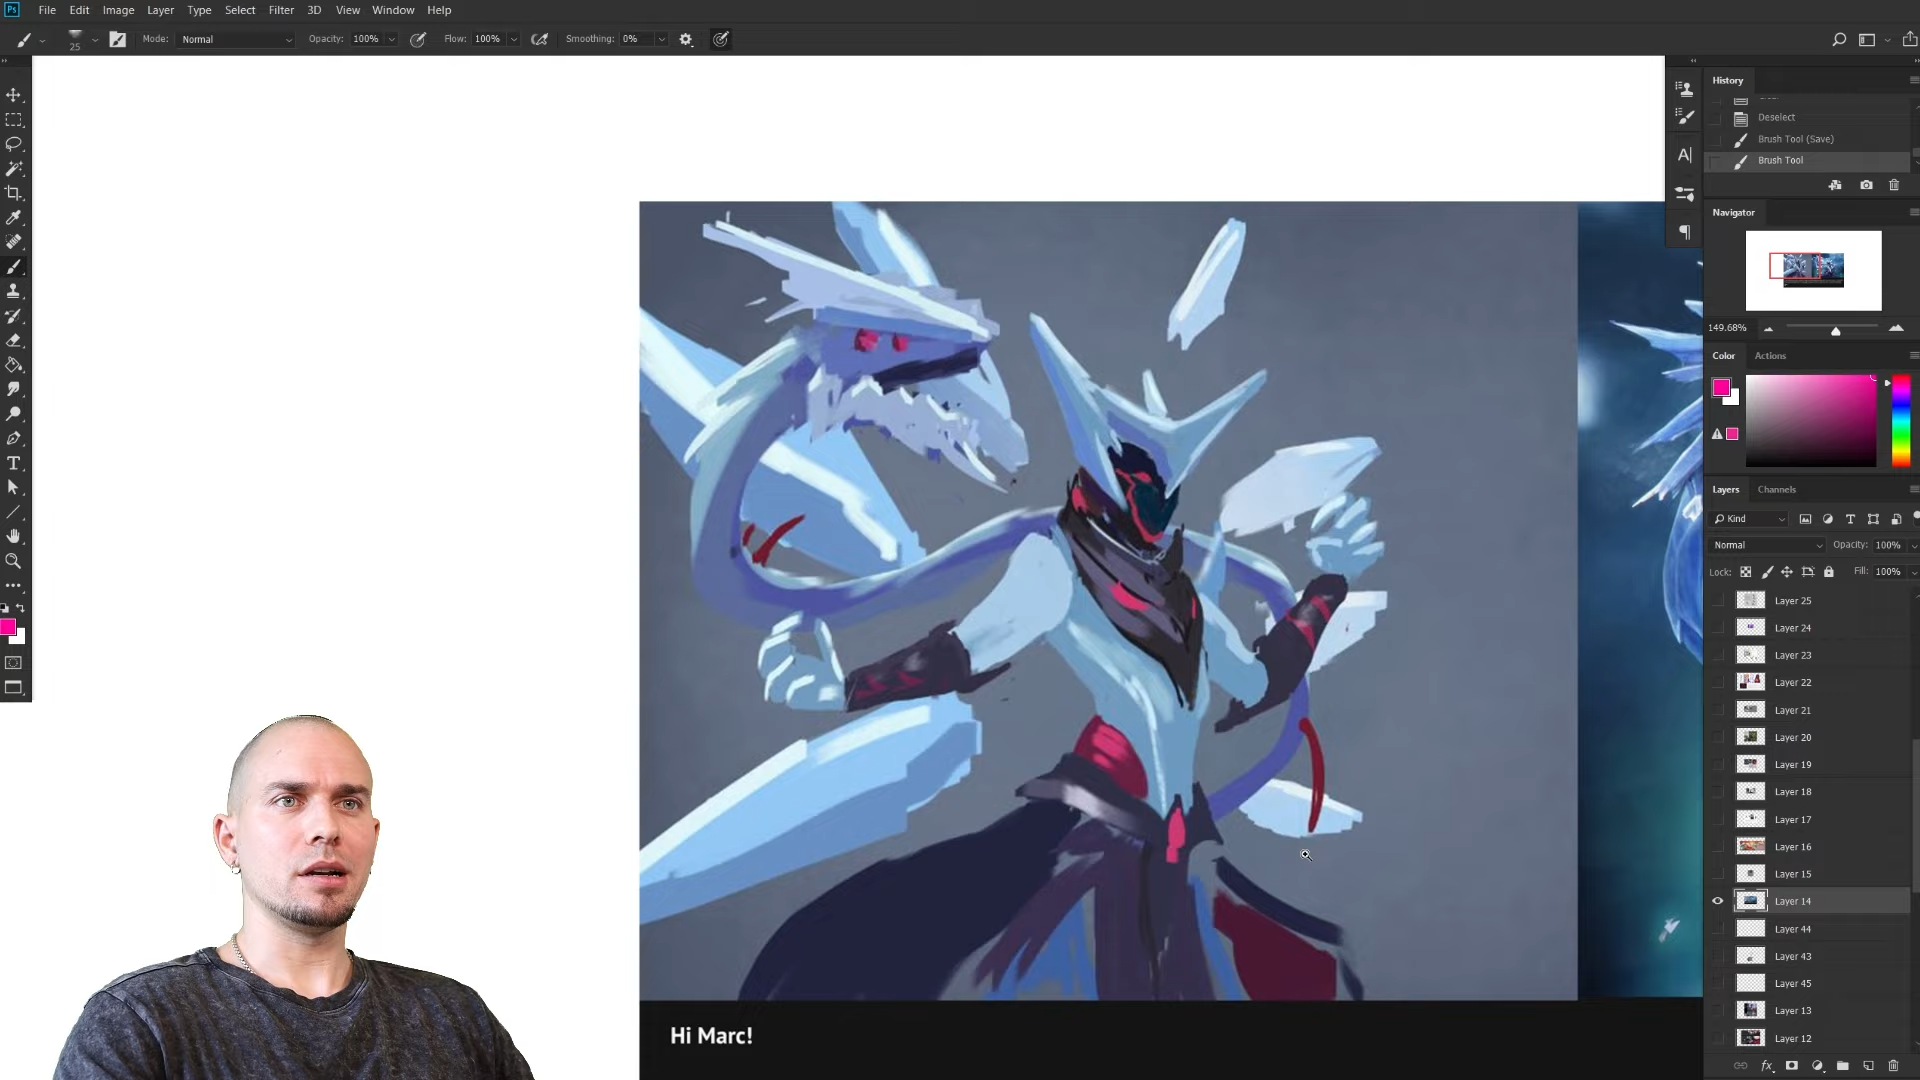 Ps File Edit Image Layer Type Select Filter 3D View Window Help
25 Mode: Normal Opacity: 100% Flow: 100% Smoothing: 0%
History
Deselect
Brush Tool (Save)
Brush Tool
Navigator
149.68%
Color Actions
Layers Channels
Kind
Normal Opacity: 100%
Lock: Fill: 100%
Layer 25
Layer 24
Layer 23
Layer 22
Layer 21
Layer 20
Layer 19
Layer 18
Layer 17
Layer 16
Layer 15
Layer 14
Layer 44
Layer 43
Layer 45
Layer 13
Layer 12
Hi Marc!